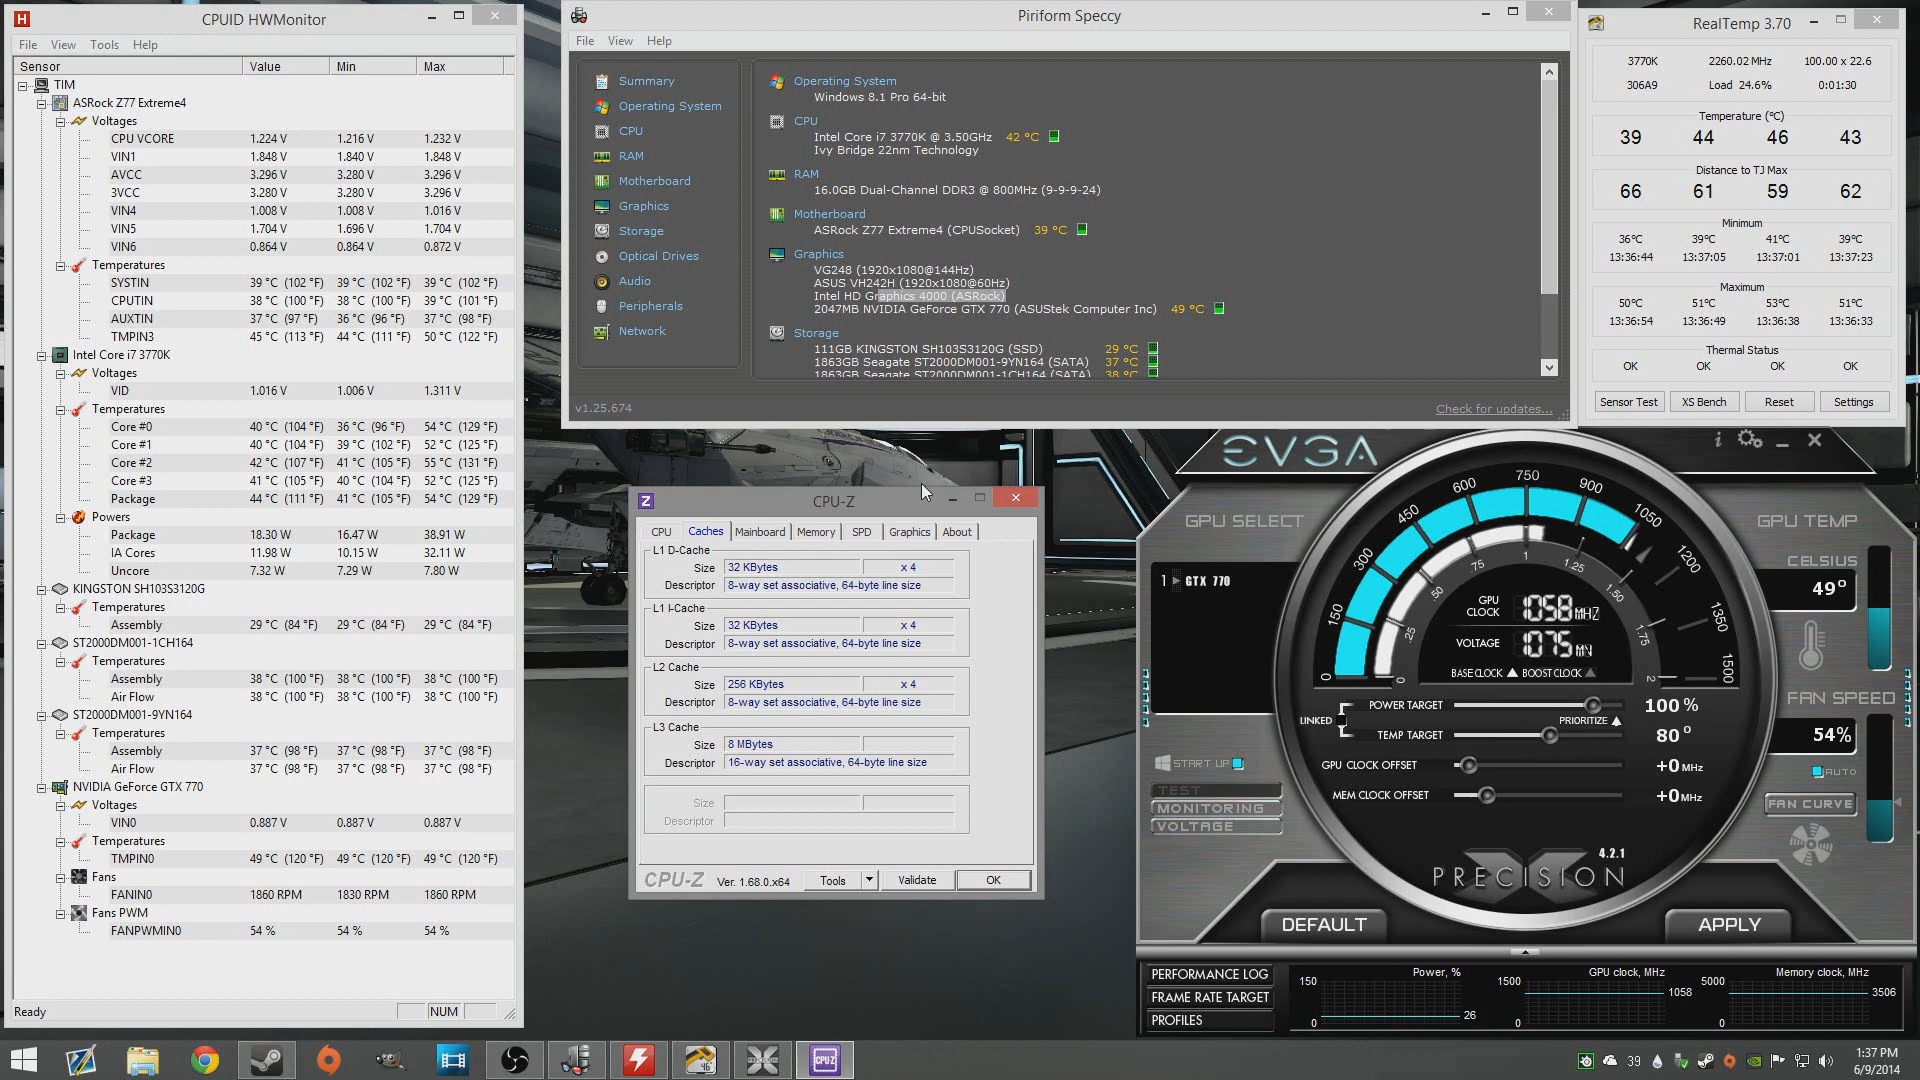 CPUID HWMonitor
File View Tools Help
Sensor Value Min Max
TIM
ASRock Z77 Extreme4
Voltages
CPU VCORE 1.224 V 1.216 V 1.232 V
VIN1 1.848 V 1.840 V 1.848 V
AVCC 3.296 V 3.280 V 3.296 V
3VCC 3.280 V 3.280 V 3.296 V
VIN4 1.008 V 1.008 V 1.016 V
VIN5 1.704 V 1.696 V 1.704 V
VIN6 0.864 V 0.864 V 0.872 V
Temperatures
SYSTIN 39 °C (102 °F) 39 °C (102 °F) 39 °C (102 °F)
CPUTIN 38 °C (100 °F) 38 °C (100 °F) 39 °C (101 °F)
AUXTIN 37 °C (97 °F) 36 °C (96 °F) 37 °C (98 °F)
TMPIN3 45 °C (113 °F) 44 °C (111 °F) 50 °C (122 °F)
Intel Core i7 3770K
Voltages
VID 1.016 V 1.006 V 1.311 V
Temperatures
Core #0 40 °C (104 °F) 36 °C (96 °F) 54 °C (129 °F)
Core #1 40 °C (104 °F) 39 °C (102 °F) 52 °C (125 °F)
Core #2 42 °C (107 °F) 41 °C (105 °F) 55 °C (131 °F)
Core #3 41 °C (105 °F) 40 °C (104 °F) 52 °C (125 °F)
Package 44 °C (111 °F) 41 °C (105 °F) 54 °C (129 °F)
Powers
Package 18.30 W 16.47 W 38.91 W
IA Cores 11.98 W 10.15 W 32.11 W
Uncore 7.32 W 7.29 W 7.80 W
KINGSTON SH103S3120G
Temperatures
Assembly 29 °C (84 °F) 29 °C (84 °F) 29 °C (84 °F)
ST2000DM001-1CH164
Temperatures
Assembly 38 °C (100 °F) 38 °C (100 °F) 38 °C (100 °F)
Air Flow 38 °C (100 °F) 38 °C (100 °F) 38 °C (100 °F)
ST2000DM001-9YN164
Temperatures
Assembly 37 °C (98 °F) 37 °C (98 °F) 37 °C (98 °F)
Air Flow 37 °C (98 °F) 37 °C (98 °F) 37 °C (98 °F)
NVIDIA GeForce GTX 770
Voltages
VIN0 0.887 V 0.887 V 0.887 V
Temperatures
TMPIN0 49 °C (120 °F) 49 °C (120 °F) 49 °C (120 °F)
Fans
FANIN0 1860 RPM 1830 RPM 1860 RPM
Fans PWM
FANPWMIN0 54 % 54 % 54 %
Ready NUM
Piriform Speccy
File View Help
Summary
Operating System
CPU
RAM
Motherboard
Graphics
Storage
Optical Drives
Audio
Peripherals
Network
Operating System
Windows 8.1 Pro 64-bit
CPU
Intel Core i7 3770K @ 3.50GHz 42 °C
Ivy Bridge 22nm Technology
RAM
16.0GB Dual-Channel DDR3 @ 800MHz (9-9-9-24)
Motherboard
ASRock Z77 Extreme4 (CPUSocket) 39 °C
Graphics
VG248 (1920x1080@144Hz)
ASUS VH242H (1920x1080@60Hz)
Intel HD Graphics 4000 (ASRock)
2047MB NVIDIA GeForce GTX 770 (ASUStek Computer Inc) 49 °C
Storage
111GB KINGSTON SH103S3120G (SSD) 29 °C
1863GB Seagate ST2000DM001-9YN164 (SATA) 37 °C
1863GB Seagate ST2000DM001-1CH164 (SATA) 38 °C
v1.25.674 Check for updates...
RealTemp 3.70
3770K 2260.02 MHz 100.00 x 22.6
306A9 Load 24.6% 0:01:30
Temperature (°C)
39 44 46 43
Distance to TJ Max
66 61 59 62
Minimum
36°C 39°C 41°C 39°C
13:36:44 13:37:05 13:37:01 13:37:23
Maximum
50°C 51°C 53°C 51°C
13:36:54 13:36:49 13:36:38 13:36:33
Thermal Status
OK OK OK OK
Sensor Test XS Bench Reset Settings
Z CPU-Z
CPU Caches Mainboard Memory SPD Graphics About
L1 D-Cache
Size 32 KBytes x 4
Descriptor 8-way set associative, 64-byte line size
L1 I-Cache
Size 32 KBytes x 4
Descriptor 8-way set associative, 64-byte line size
L2 Cache
Size 256 KBytes x 4
Descriptor 8-way set associative, 64-byte line size
L3 Cache
Size 8 MBytes
Descriptor 16-way set associative, 64-byte line size
Size
Descriptor
CPU-Z Ver. 1.68.0.x64 Tools Validate OK
EVGA
GPU SELECT
1 GTX 770
0 150 300 450 600 750 900 1050 1200 1350 1500
0 .25 .50 .75 1 1.25 1.50 1.75 2
GPU CLOCK 1058 MHZ
VOLTAGE 1075 MV
BASE CLOCK BOOST CLOCK
GPU TEMP
CELSIUS
49°
FAN SPEED
54%
AUTO
FAN CURVE
LINKED
POWER TARGET 100 %
PRIORITIZE
TEMP TARGET 80 °
GPU CLOCK OFFSET +0 MHz
MEM CLOCK OFFSET +0 MHz
START UP
TEST
MONITORING
VOLTAGE
4.2.1
PRECISION
DEFAULT APPLY
PERFORMANCE LOG
FRAME RATE TARGET
PROFILES
Power, %
150
0
26
GPU clock, MHz
1500
0
1058
Memory clock, MHz
5000
0
3506
39
1:37 PM
6/9/2014